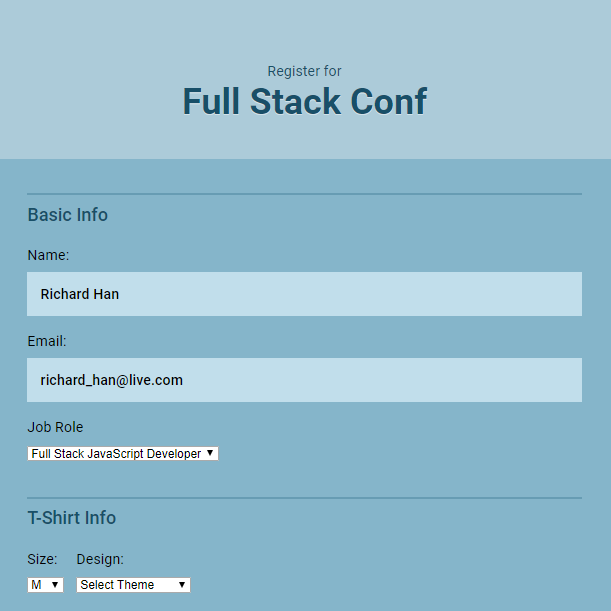 Register for
Full Stack Conf
Basic Info
Name:
Richard Han
Email:
richard_han@live.com
Job Role
Full Stack JavaScript Developer
T-Shirt Info
Size: Design:
M Select Theme